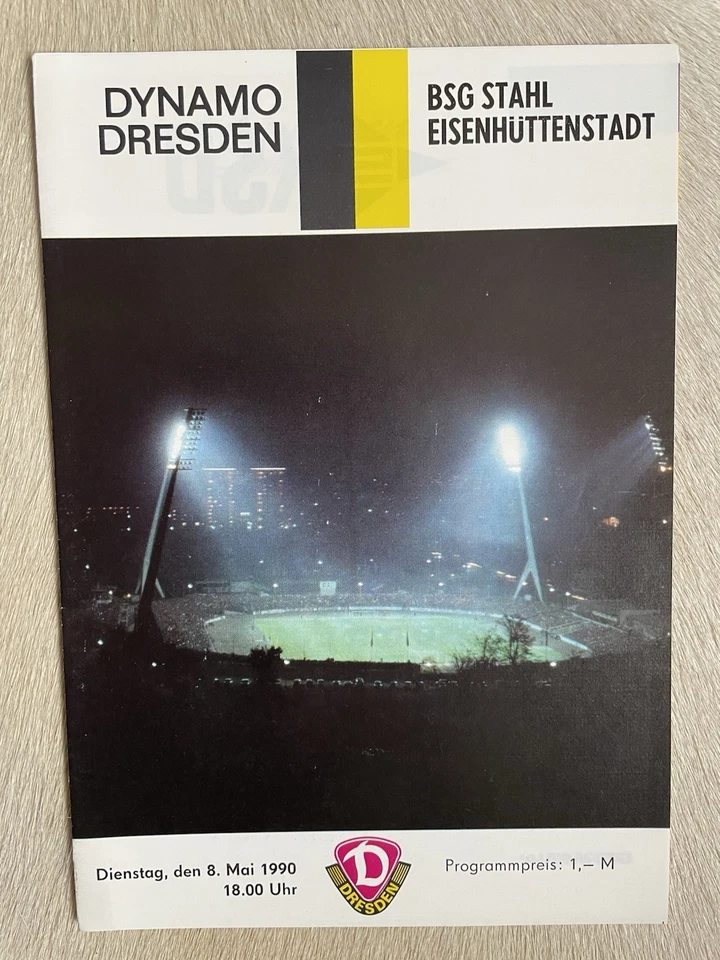 DYNAMO
DRESDEN
BSG STAHL
EISENHÜTTENSTADT
Dienstag, den 8. Mai 1990
18.00 Uhr
D
DRESDEN
Programmpreis: 1,– M